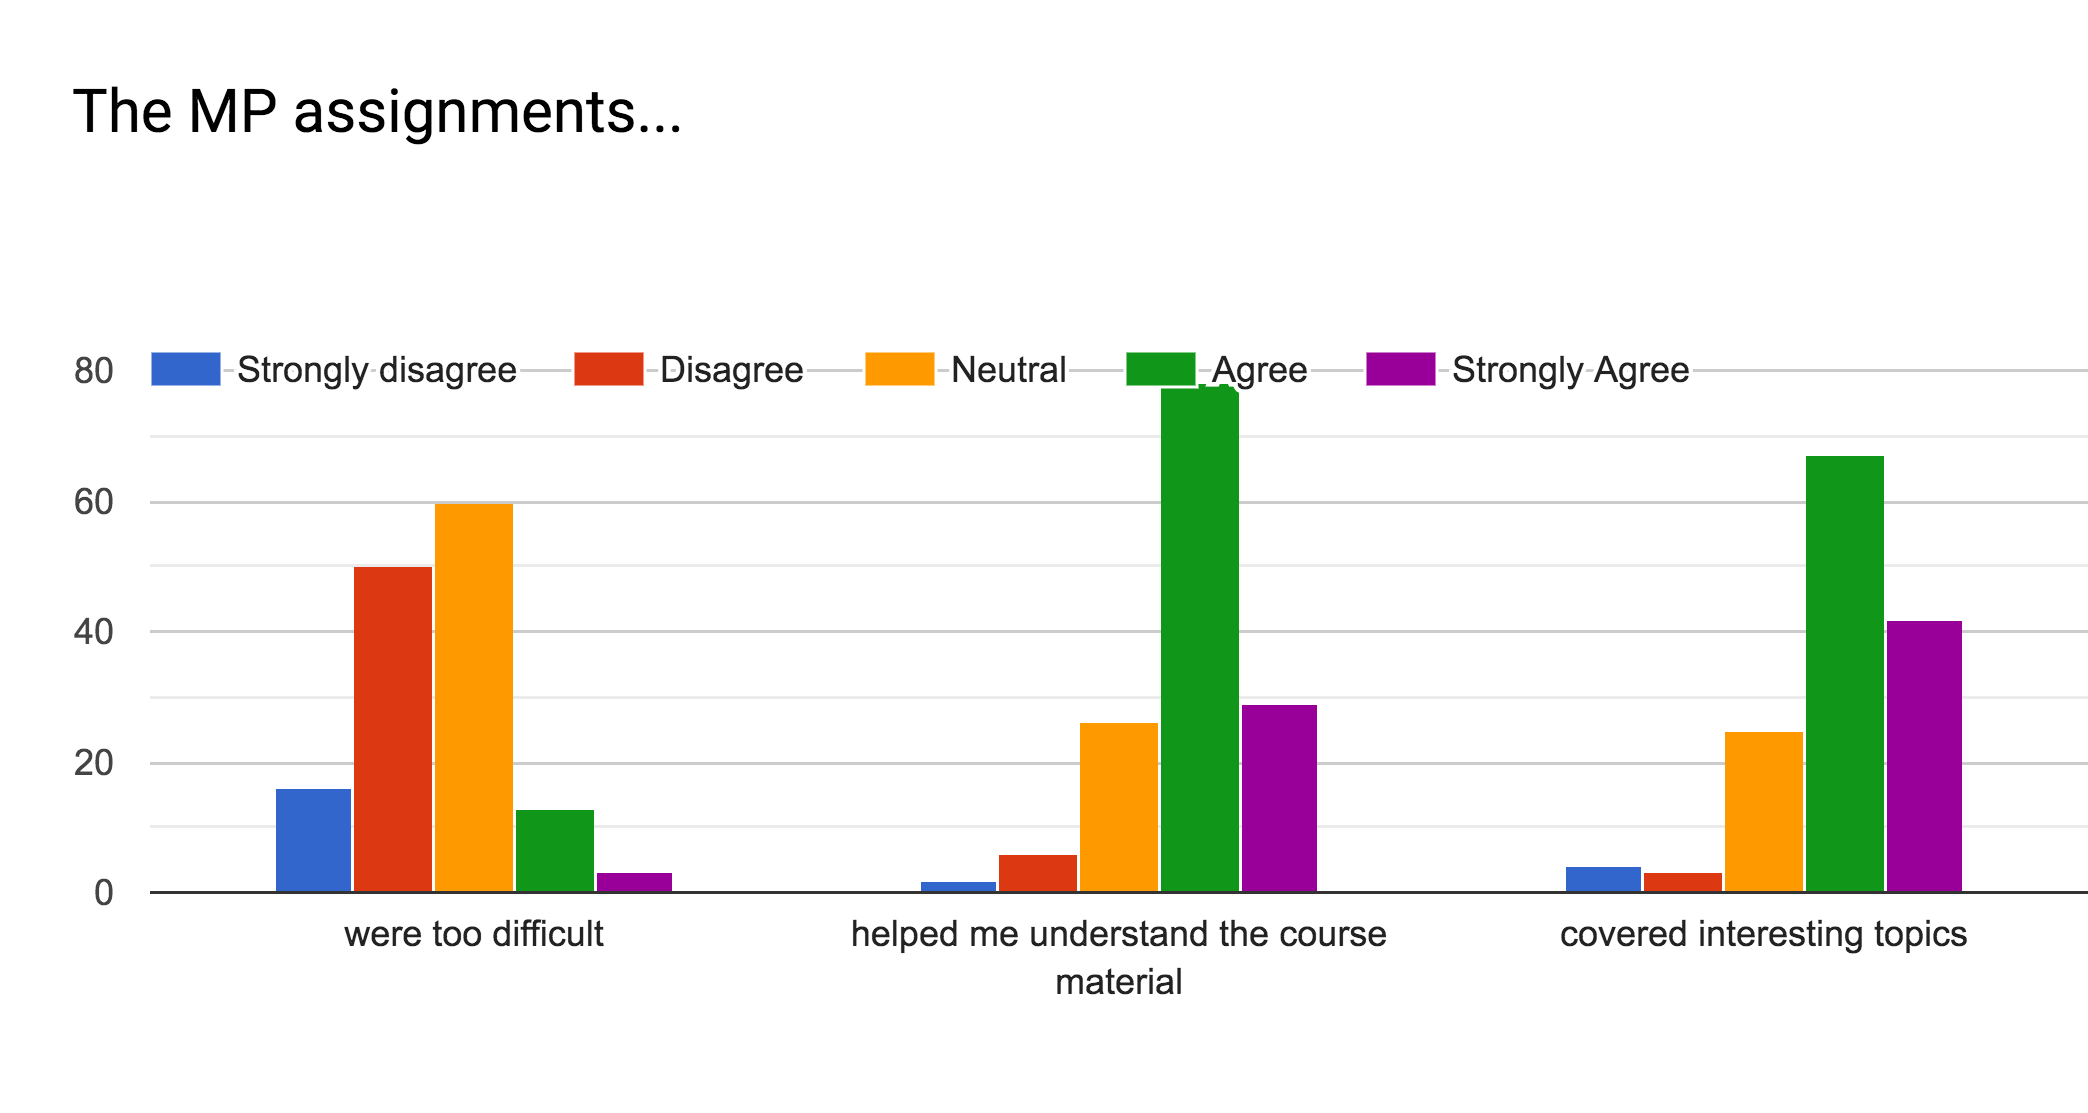 The MP assignments...
80
Strongly disagree
Disagree
Neutral
Agree
Strongly Agree
60
40
20
0
were too difficult
helped me understand the course
material
covered interesting topics